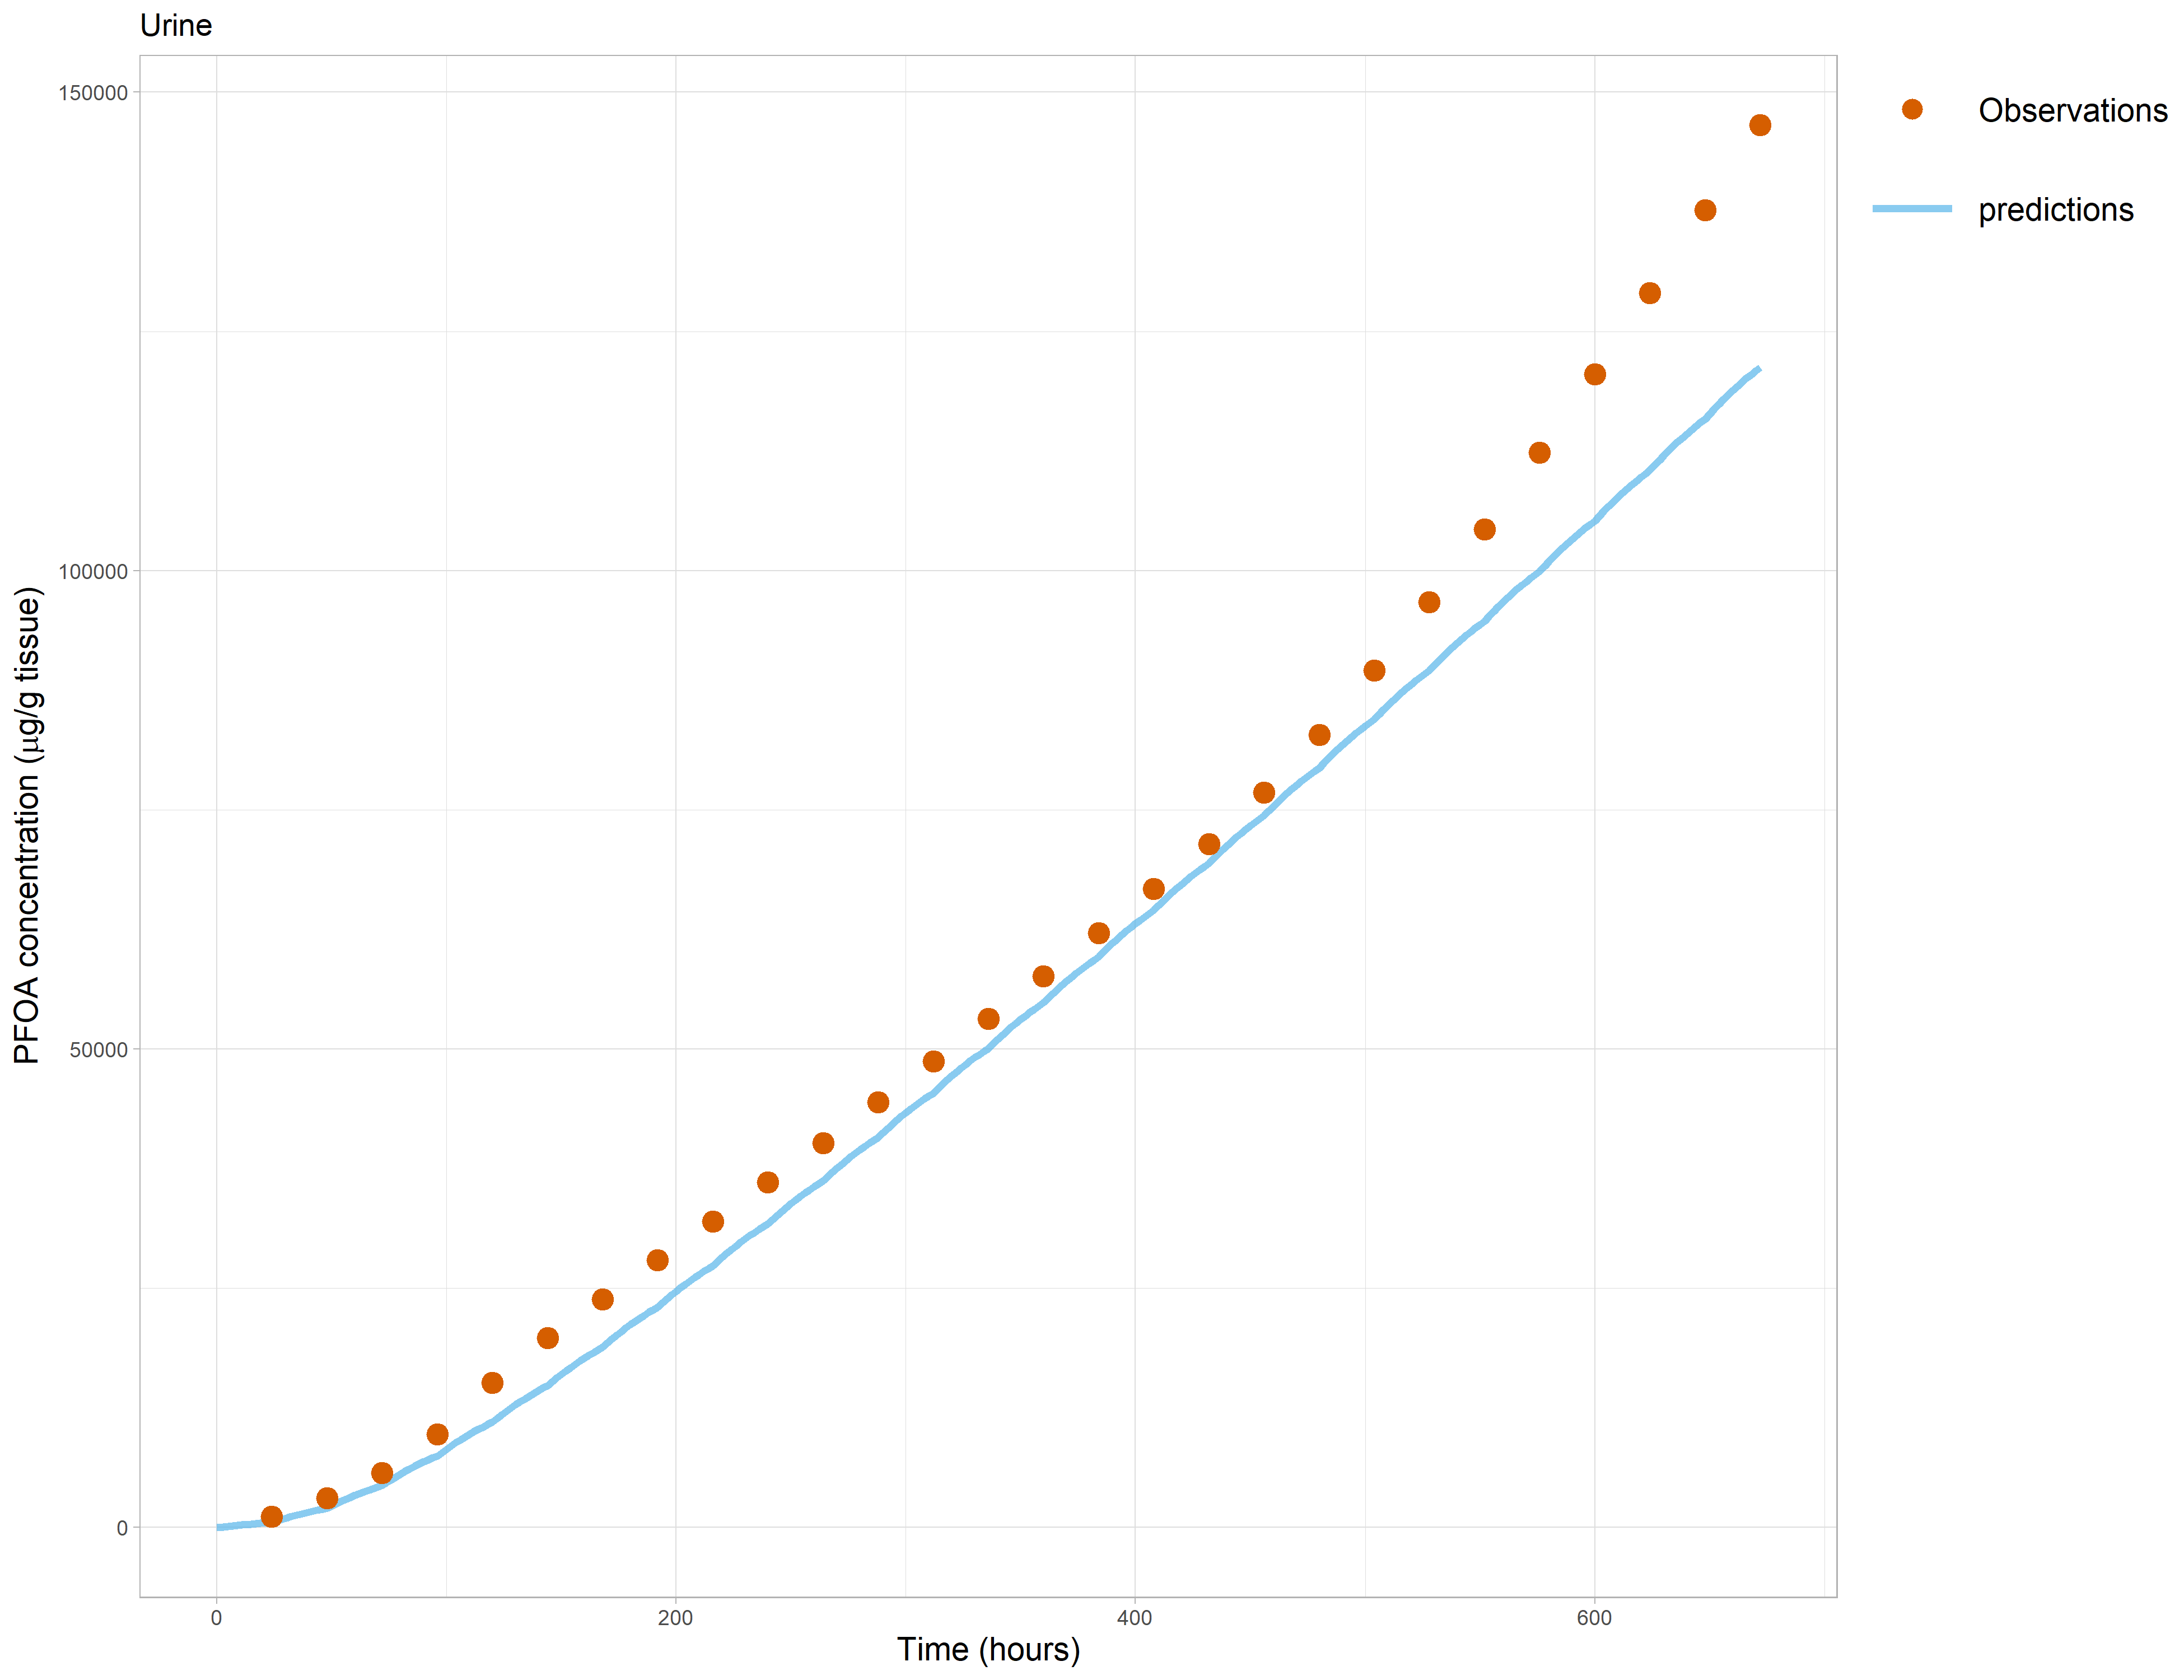 Urine
150000
100000
50000
0
PFOA concentration (μg/g tissue)
0
200
400
600
Time (hours)
Observations
predictions